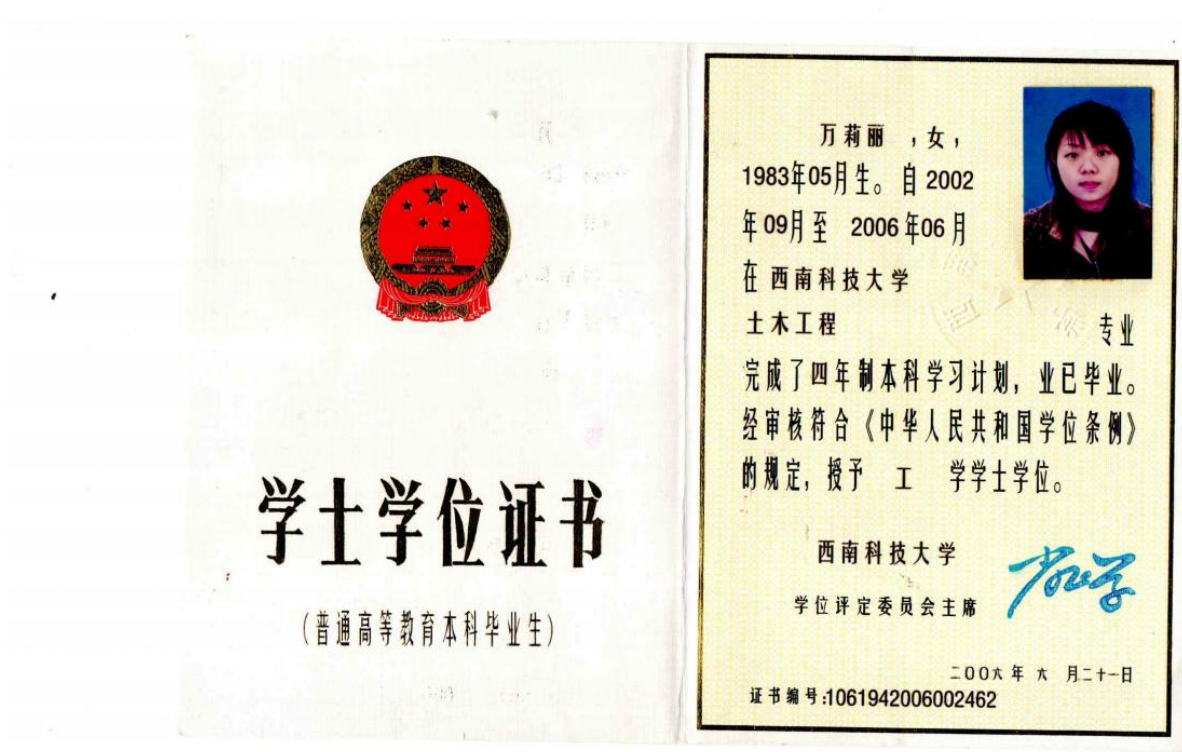 学士学位证书
(普通高等教育本科毕业生)
万莉丽 ,女,
1983年05月生。自 2002
年09月至 2006年06月
在 西南科技大学
土木工程 专业
完成了四年制本科学习计划,业已毕业。
经审核符合《中华人民共和国学位条例》
的规定,授予 工 学学士学位。
西南科技大学
学位评定委员会主席
二00六年 六 月二十一日
证书编号:1061942006002462